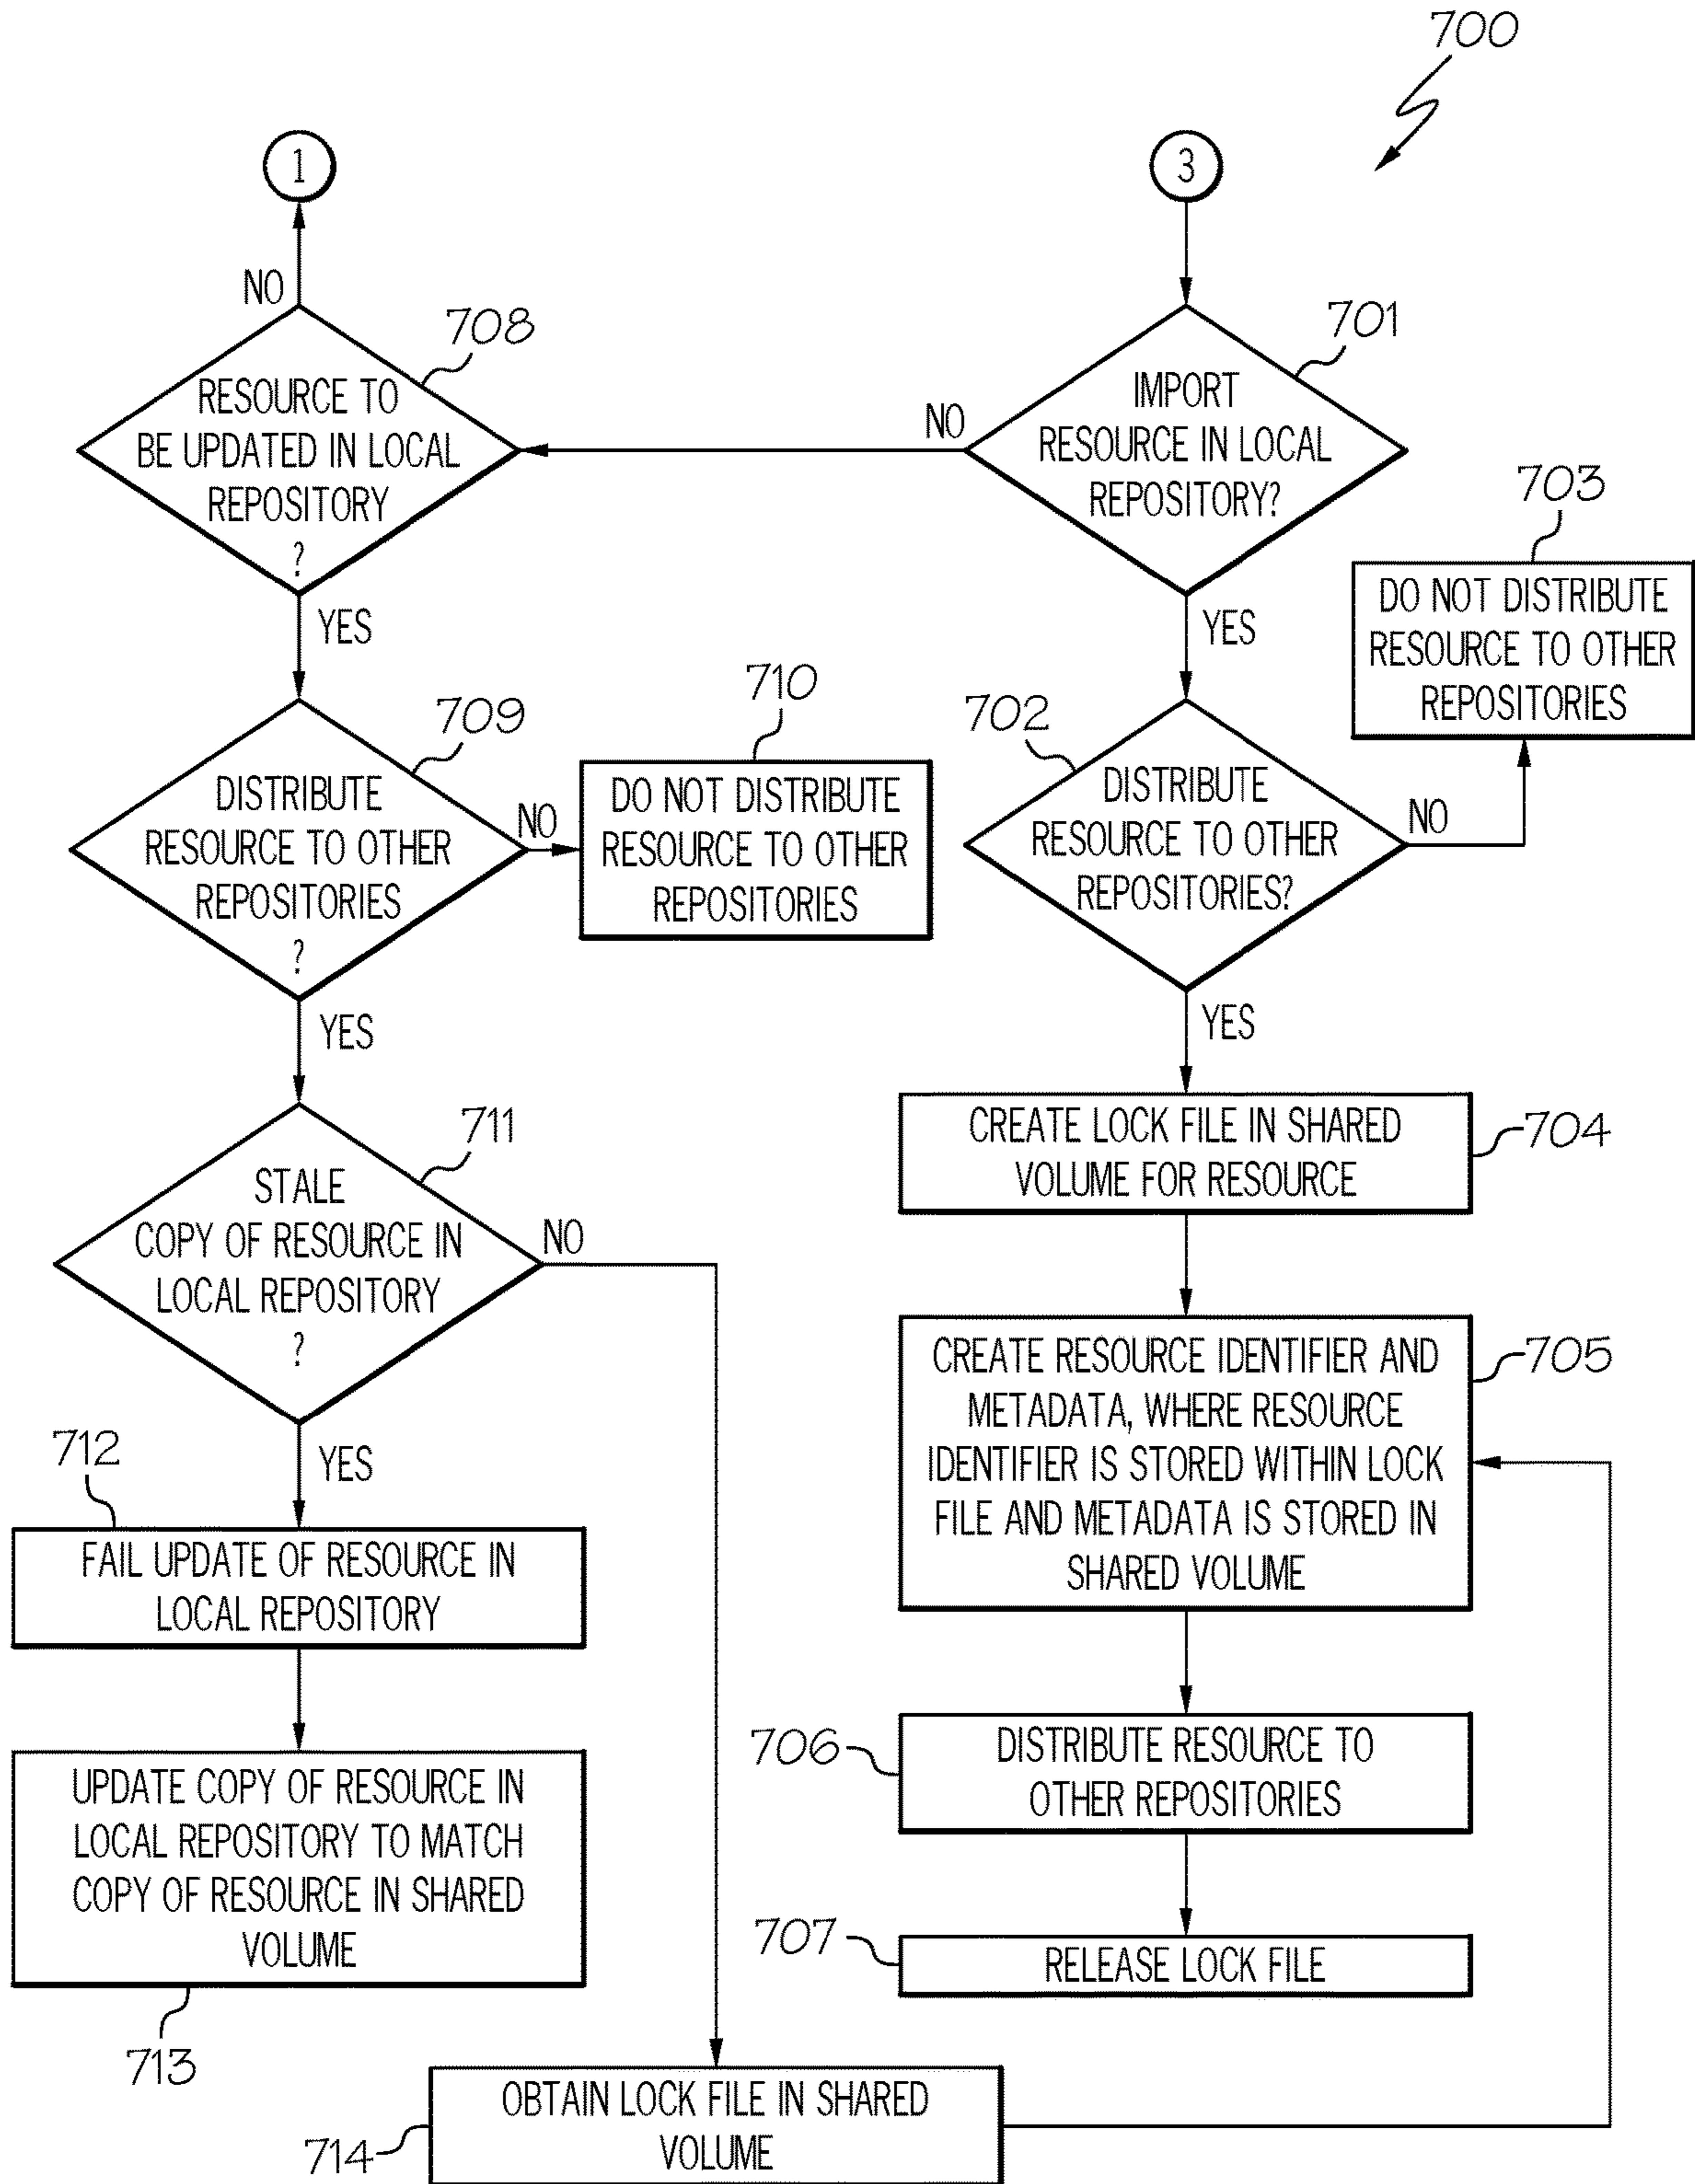 700
1
3
NO
708
RESOURCE TO
BE UPDATED IN LOCAL
REPOSITORY
?
NO
701
IMPORT
RESOURCE IN LOCAL
REPOSITORY?
703
DO NOT DISTRIBUTE
RESOURCE TO OTHER
REPOSITORIES
YES
YES
709
DISTRIBUTE
RESOURCE TO OTHER
REPOSITORIES
?
NO
710
DO NOT DISTRIBUTE
RESOURCE TO OTHER
REPOSITORIES
702
DISTRIBUTE
RESOURCE TO OTHER
REPOSITORIES?
NO
YES
YES
711
STALE
COPY OF RESOURCE IN
LOCAL REPOSITORY
?
NO
CREATE LOCK FILE IN SHARED
VOLUME FOR RESOURCE
704
CREATE RESOURCE IDENTIFIER AND
METADATA, WHERE RESOURCE
IDENTIFIER IS STORED WITHIN LOCK
FILE AND METADATA IS STORED IN
SHARED VOLUME
705
YES
712
FAIL UPDATE OF RESOURCE IN
LOCAL REPOSITORY
706
DISTRIBUTE RESOURCE TO
OTHER REPOSITORIES
UPDATE COPY OF RESOURCE IN
LOCAL REPOSITORY TO MATCH
COPY OF RESOURCE IN SHARED
VOLUME
713
707
RELEASE LOCK FILE
OBTAIN LOCK FILE IN SHARED
VOLUME
714